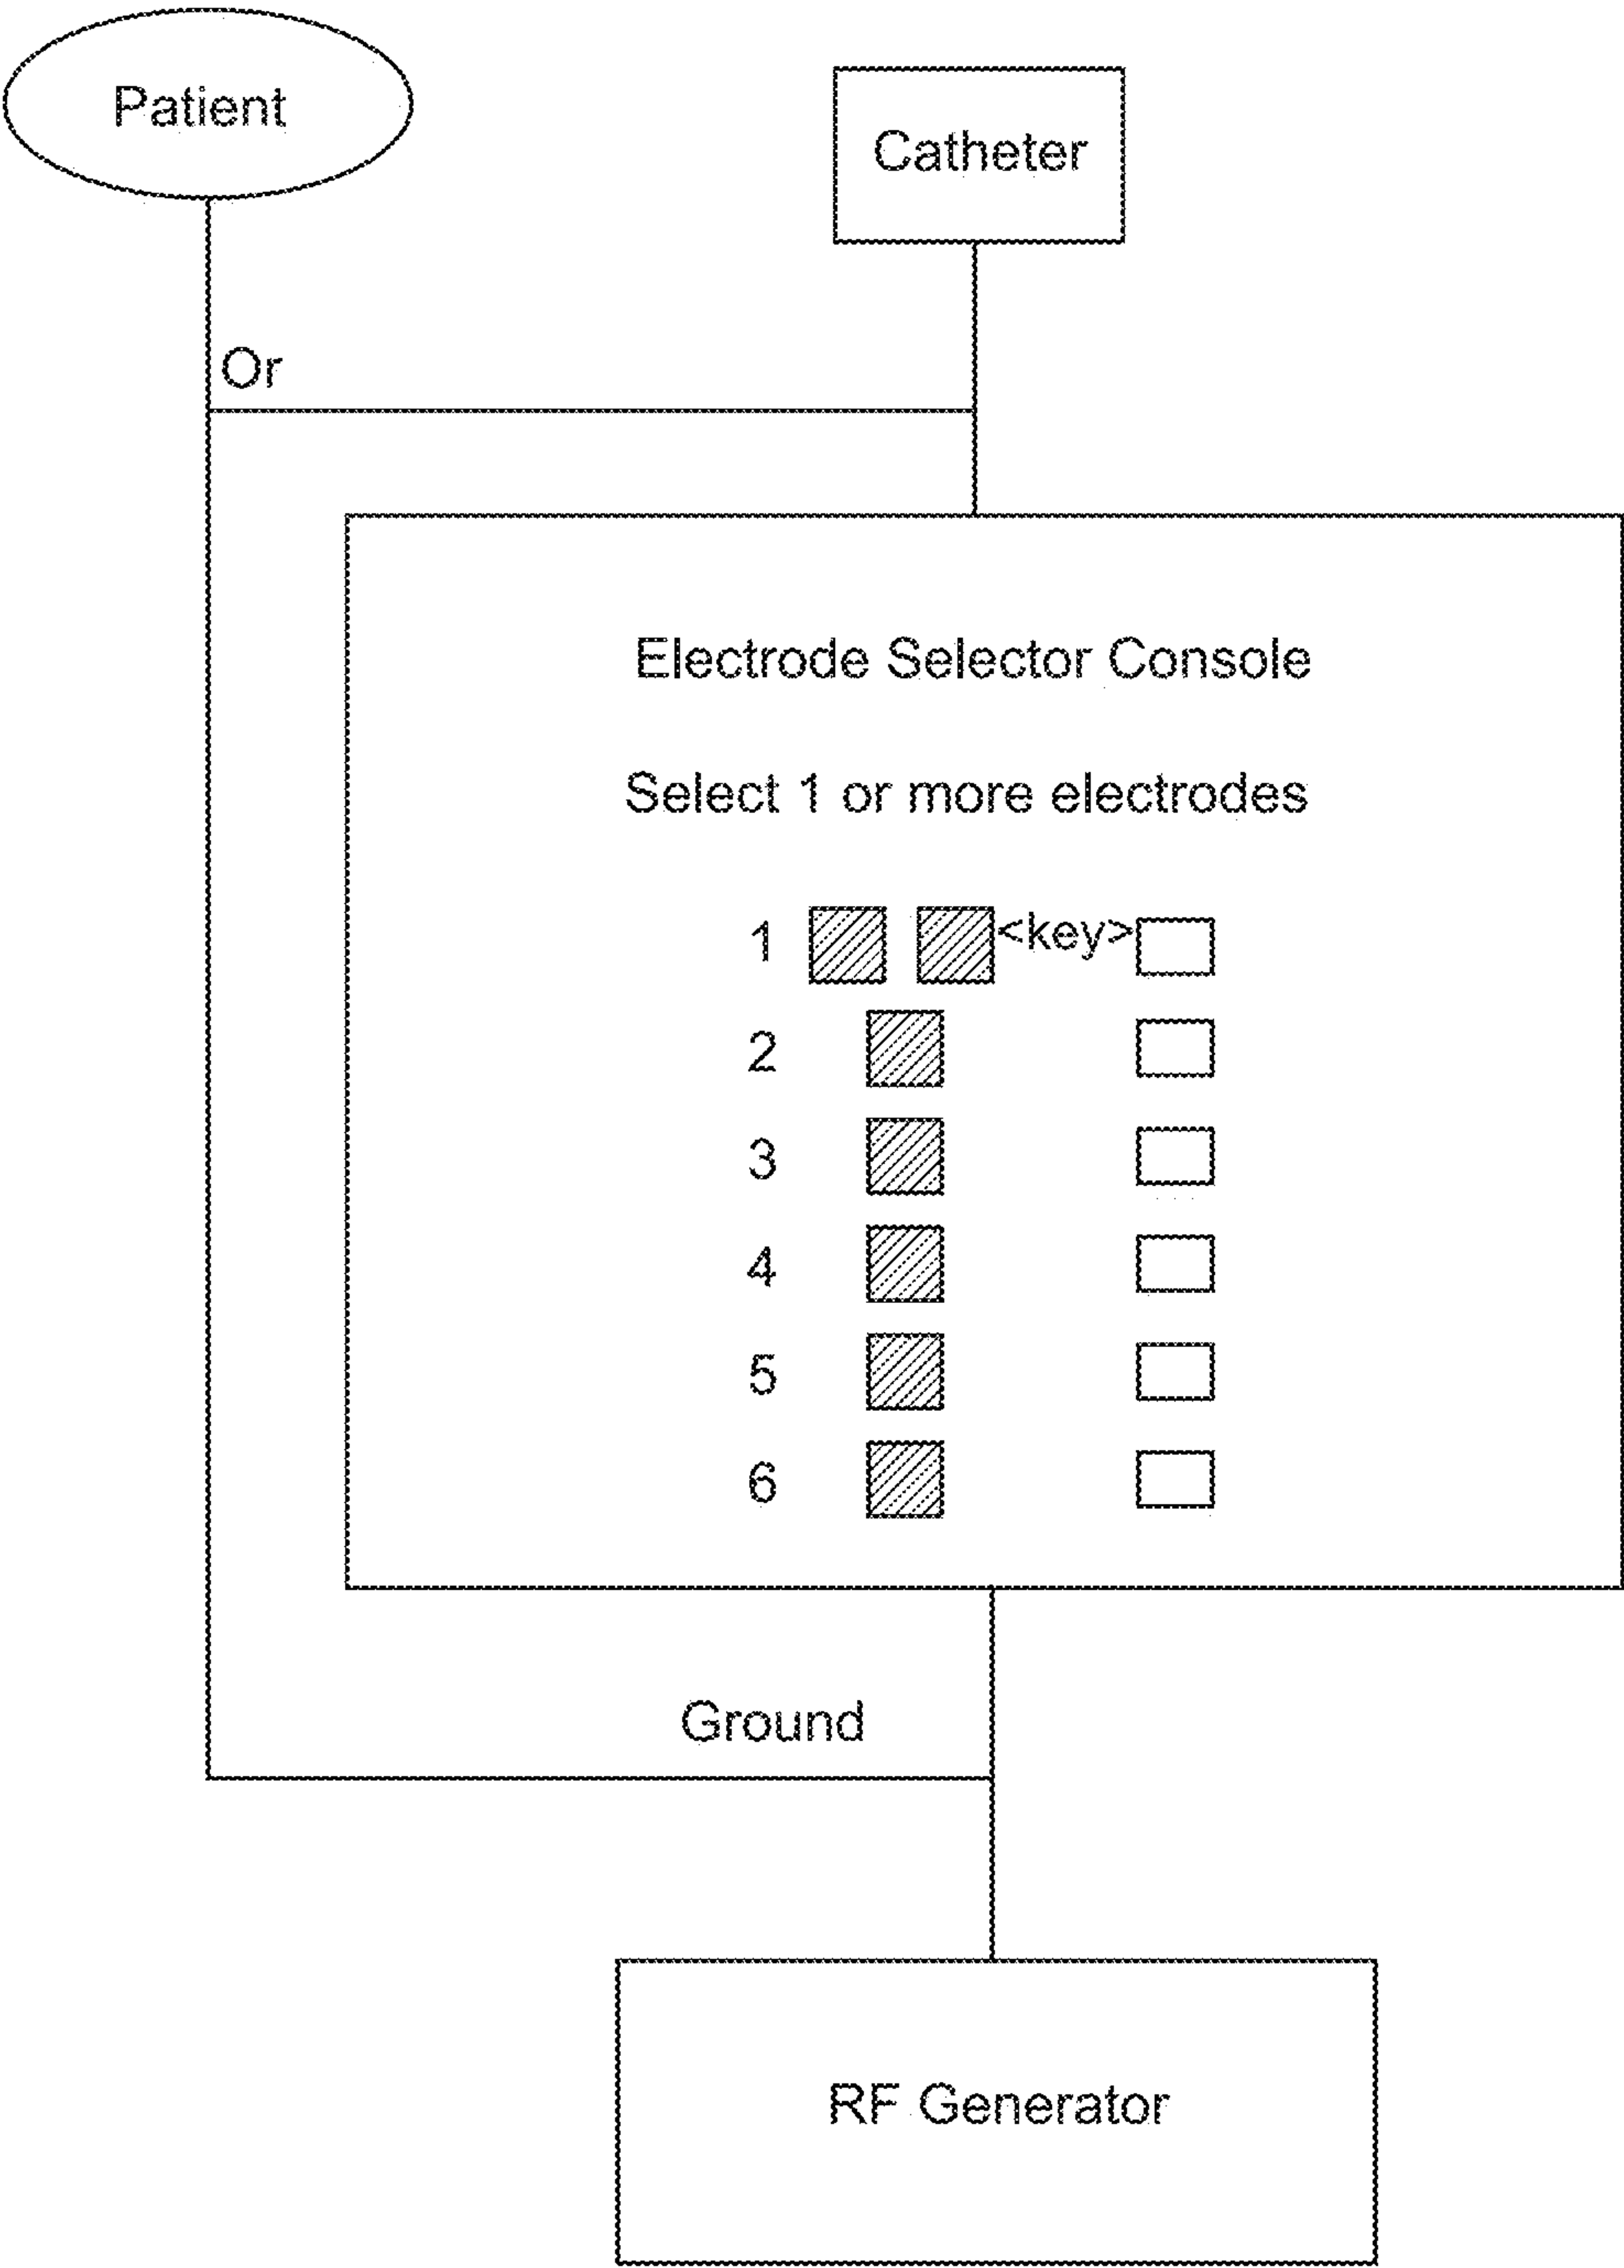 Patient
Catheter
Or
Electrode Selector Console
Select 1 or more electrodes
1 <key>
2
3
4
5
6
Ground
RF Generator